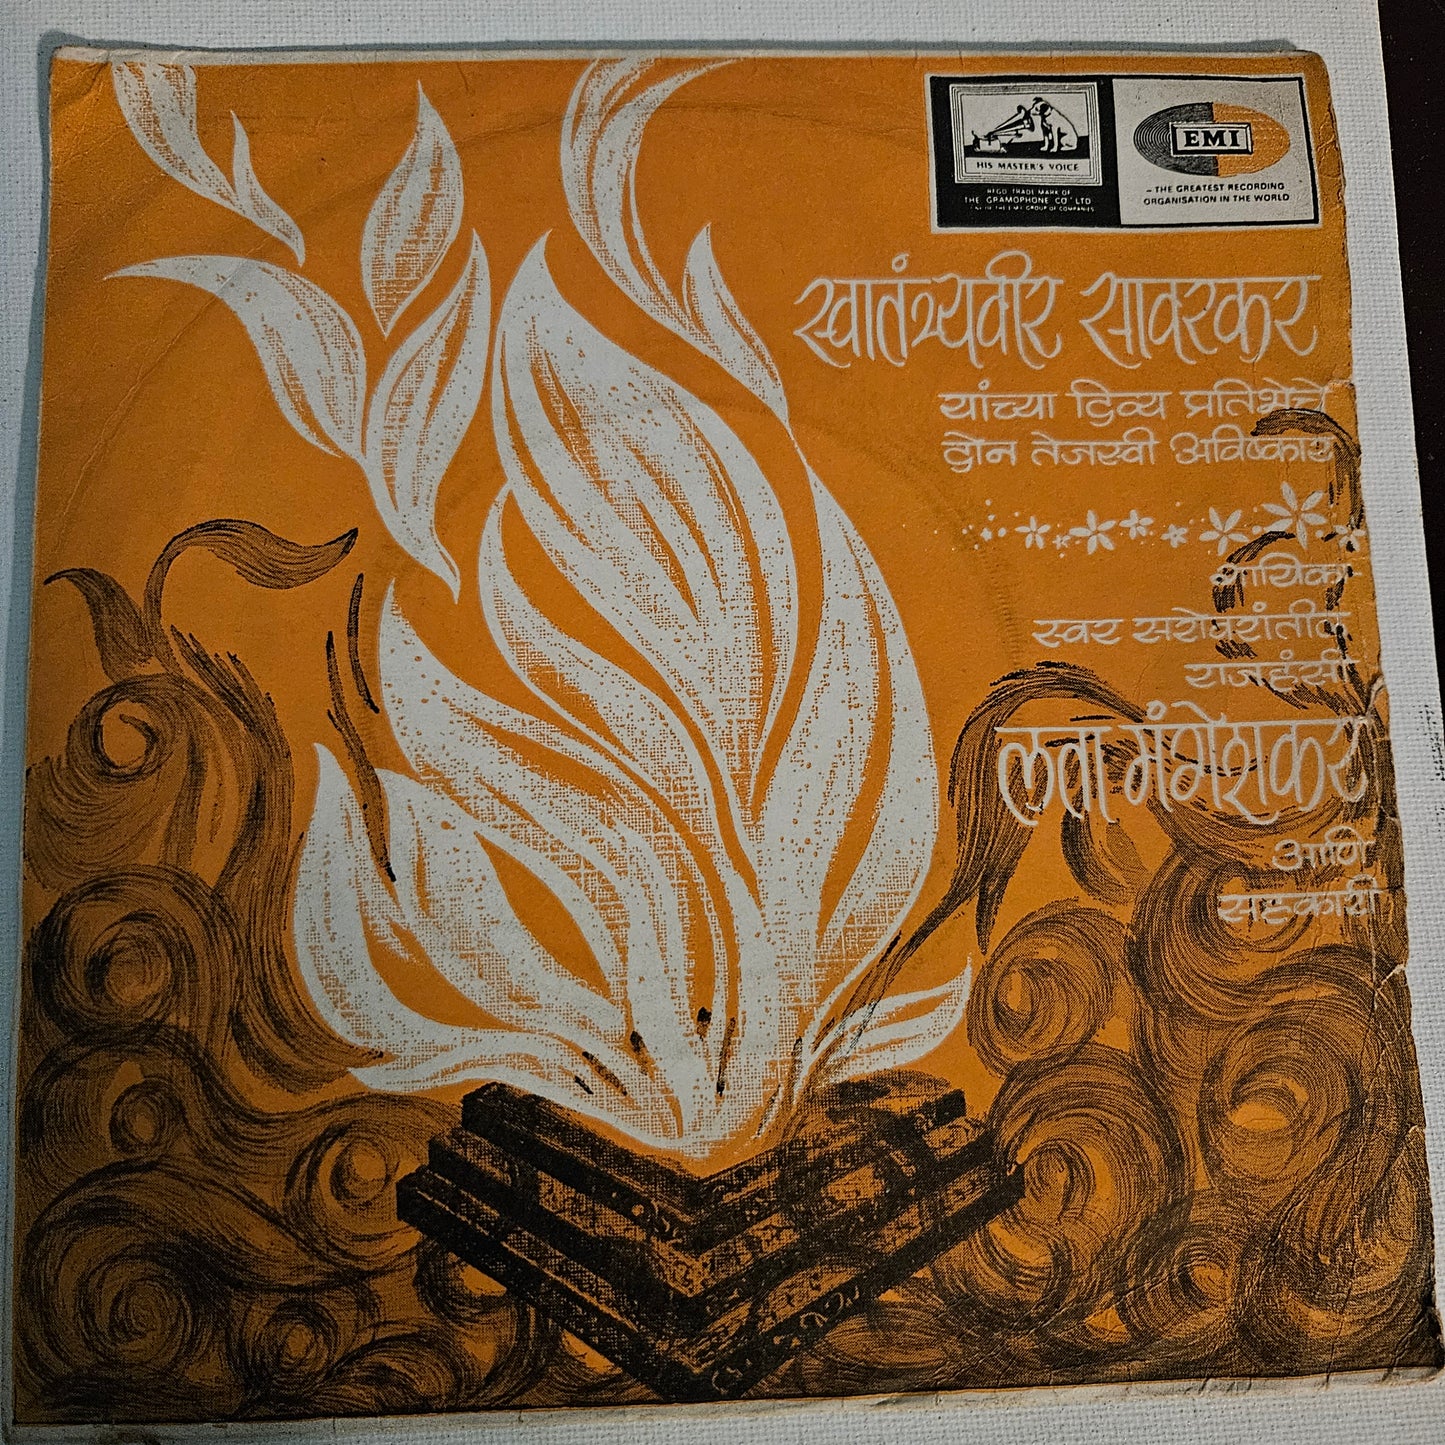 HIS MASTER'S VOICE
REGD. TRADE MARK OF
THE GRAMOPHONE CO. LTD
EMI
- THE GREATEST RECORDING
ORGANISATION IN THE WORLD
स्वातंत्र्यवीर सावरकर
यांच्या दिव्य प्रतिभेचे
दोन तेजस्वी अविष्कार
गायिका
स्वर सरोवरांतील
राजहंसी
लता मंगेशकर
आणि
सहकारी